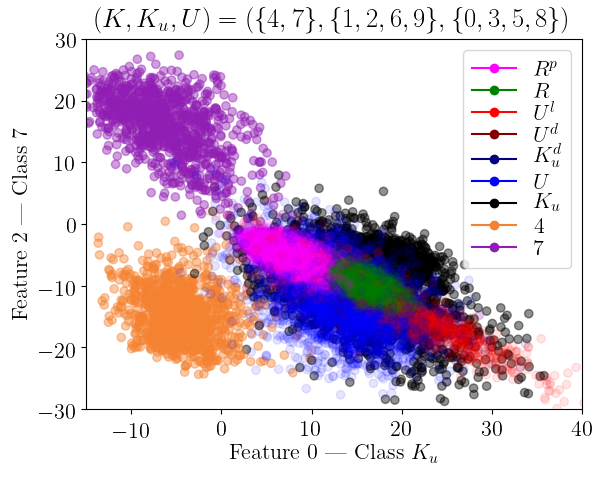 (K, K_u, U) = ({4, 7}, {1, 2, 6, 9}, {0, 3, 5, 8})
30
20
10
0
−10
−20
−30
Feature 2 — Class 7
R^p
R
U^l
U^d
K_u^d
U
K_u
4
7
−10
0
10
20
30
40
Feature 0 — Class K_u